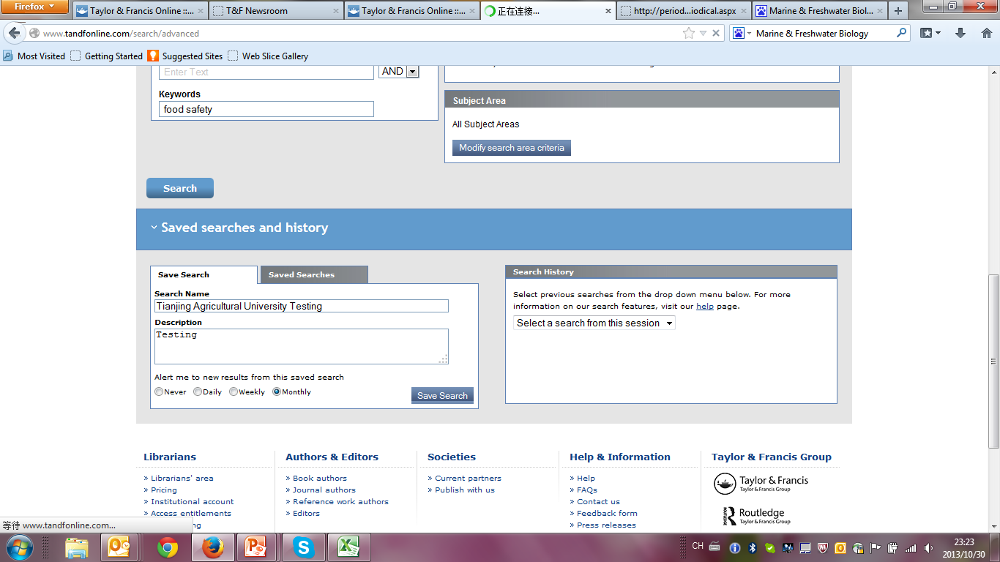 Firefox
Taylor & Francis Online ::...
T&F Newsroom
Taylor & Francis Online ::...
正在连接...
http://period...iodical.aspx
Marine & Freshwater Biol...
www.tandfonline.com/search/advanced
Marine & Freshwater Biology
Most Visited
Getting Started
Suggested Sites
Web Slice Gallery
Enter Text
AND
Keywords
food safety
Subject Area
All Subject Areas
Modify search area criteria
Search
Saved searches and history
Save Search
Saved Searches
Search Name
Tianjing Agricultural University Testing
Description
Testing
Alert me to new results from this saved search
Never Daily Weekly Monthly
Save Search
Search History
Select previous searches from the drop down menu below. For more
information on our search features, visit our help page.
Select a search from this session
Librarians
» Librarians' area
» Pricing
» Institutional account
» Access entitlements
Authors & Editors
» Book authors
» Journal authors
» Reference work authors
» Editors
Societies
» Current partners
» Publish with us
Help & Information
» Help
» FAQs
» Contact us
» Feedback form
» Press releases
Taylor & Francis Group
Taylor & Francis
Taylor & Francis Group
ROUTLEDGE
Routledge
Taylor & Francis Group
等待 www.tandfonline.com...
CH
23:23
2013/10/30